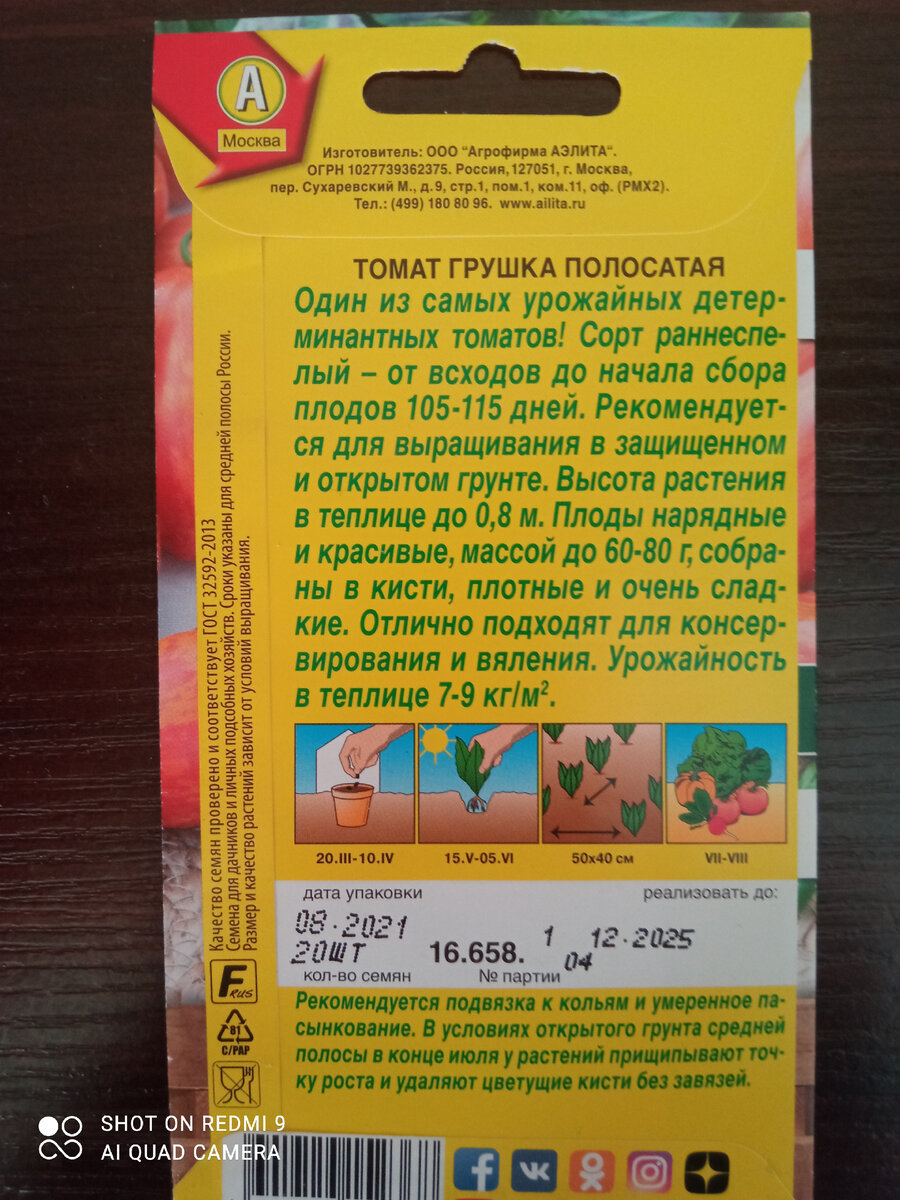 А
Москва
Изготовитель: ООО "Агрофирма АЭЛИТА".
ОГРН 1027739362375. Россия,127051, г. Москва,
пер. Сухаревский М., д.9, стр.1, пом.1, ком.11, оф. (РМХ2).
Тел.: (499) 180 80 96. www.ailita.ru
ТОМАТ ГРУШКА ПОЛОСАТАЯ
Один из самых урожайных детер-
минантных томатов! Сорт раннеспе-
лый – от всходов до начала сбора
плодов 105-115 дней. Рекомендует-
ся для выращивания в защищенном
и открытом грунте. Высота растения
в теплице до 0,8 м. Плоды нарядные
и красивые, массой до 60-80 г, собра-
ны в кисти, плотные и очень слад-
кие. Отлично подходят для консер-
вирования и вяления. Урожайность
в теплице 7-9 кг/м².
Качество семян проверено и соответствует ГОСТ 32592-2013
Семена для дачников и личных подсобных хозяйств. Сроки указаны для средней полосы России.
Размер и качество растений зависит от условий выращивания.
20.III-10.IV
15.V-05.VI
50x40 см
VII-VIII
дата упаковки
реализовать до:
08.2021
20ШТ
16.658.
1
04
12.2025
кол-во семян
№ партии
F RUS
81
C/PAP
Рекомендуется подвязка к кольям и умеренное па-
сынкование. В условиях открытого грунта средней
полосы в конце июля у растений прищипывают точ-
ку роста и удаляют цветущие кисти без завязей.
SHOT ON REDMI 9
AI QUAD CAMERA